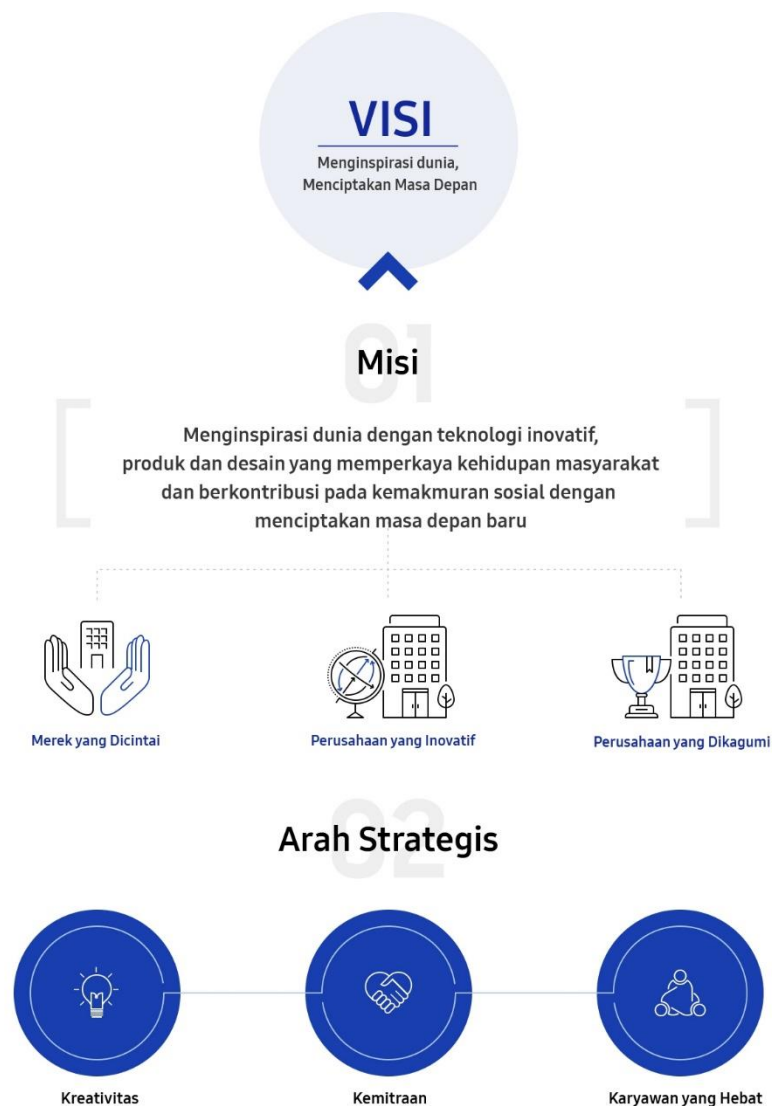 VISI
Menginspirasi dunia,
Menciptakan Masa Depan
01
Misi
Menginspirasi dunia dengan teknologi inovatif,
produk dan desain yang memperkaya kehidupan masyarakat
dan berkontribusi pada kemakmuran sosial dengan
menciptakan masa depan baru
Merek yang Dicintai
Perusahaan yang Inovatif
Perusahaan yang Dikagumi
02
Arah Strategis
Kreativitas
Kemitraan
Karyawan yang Hebat